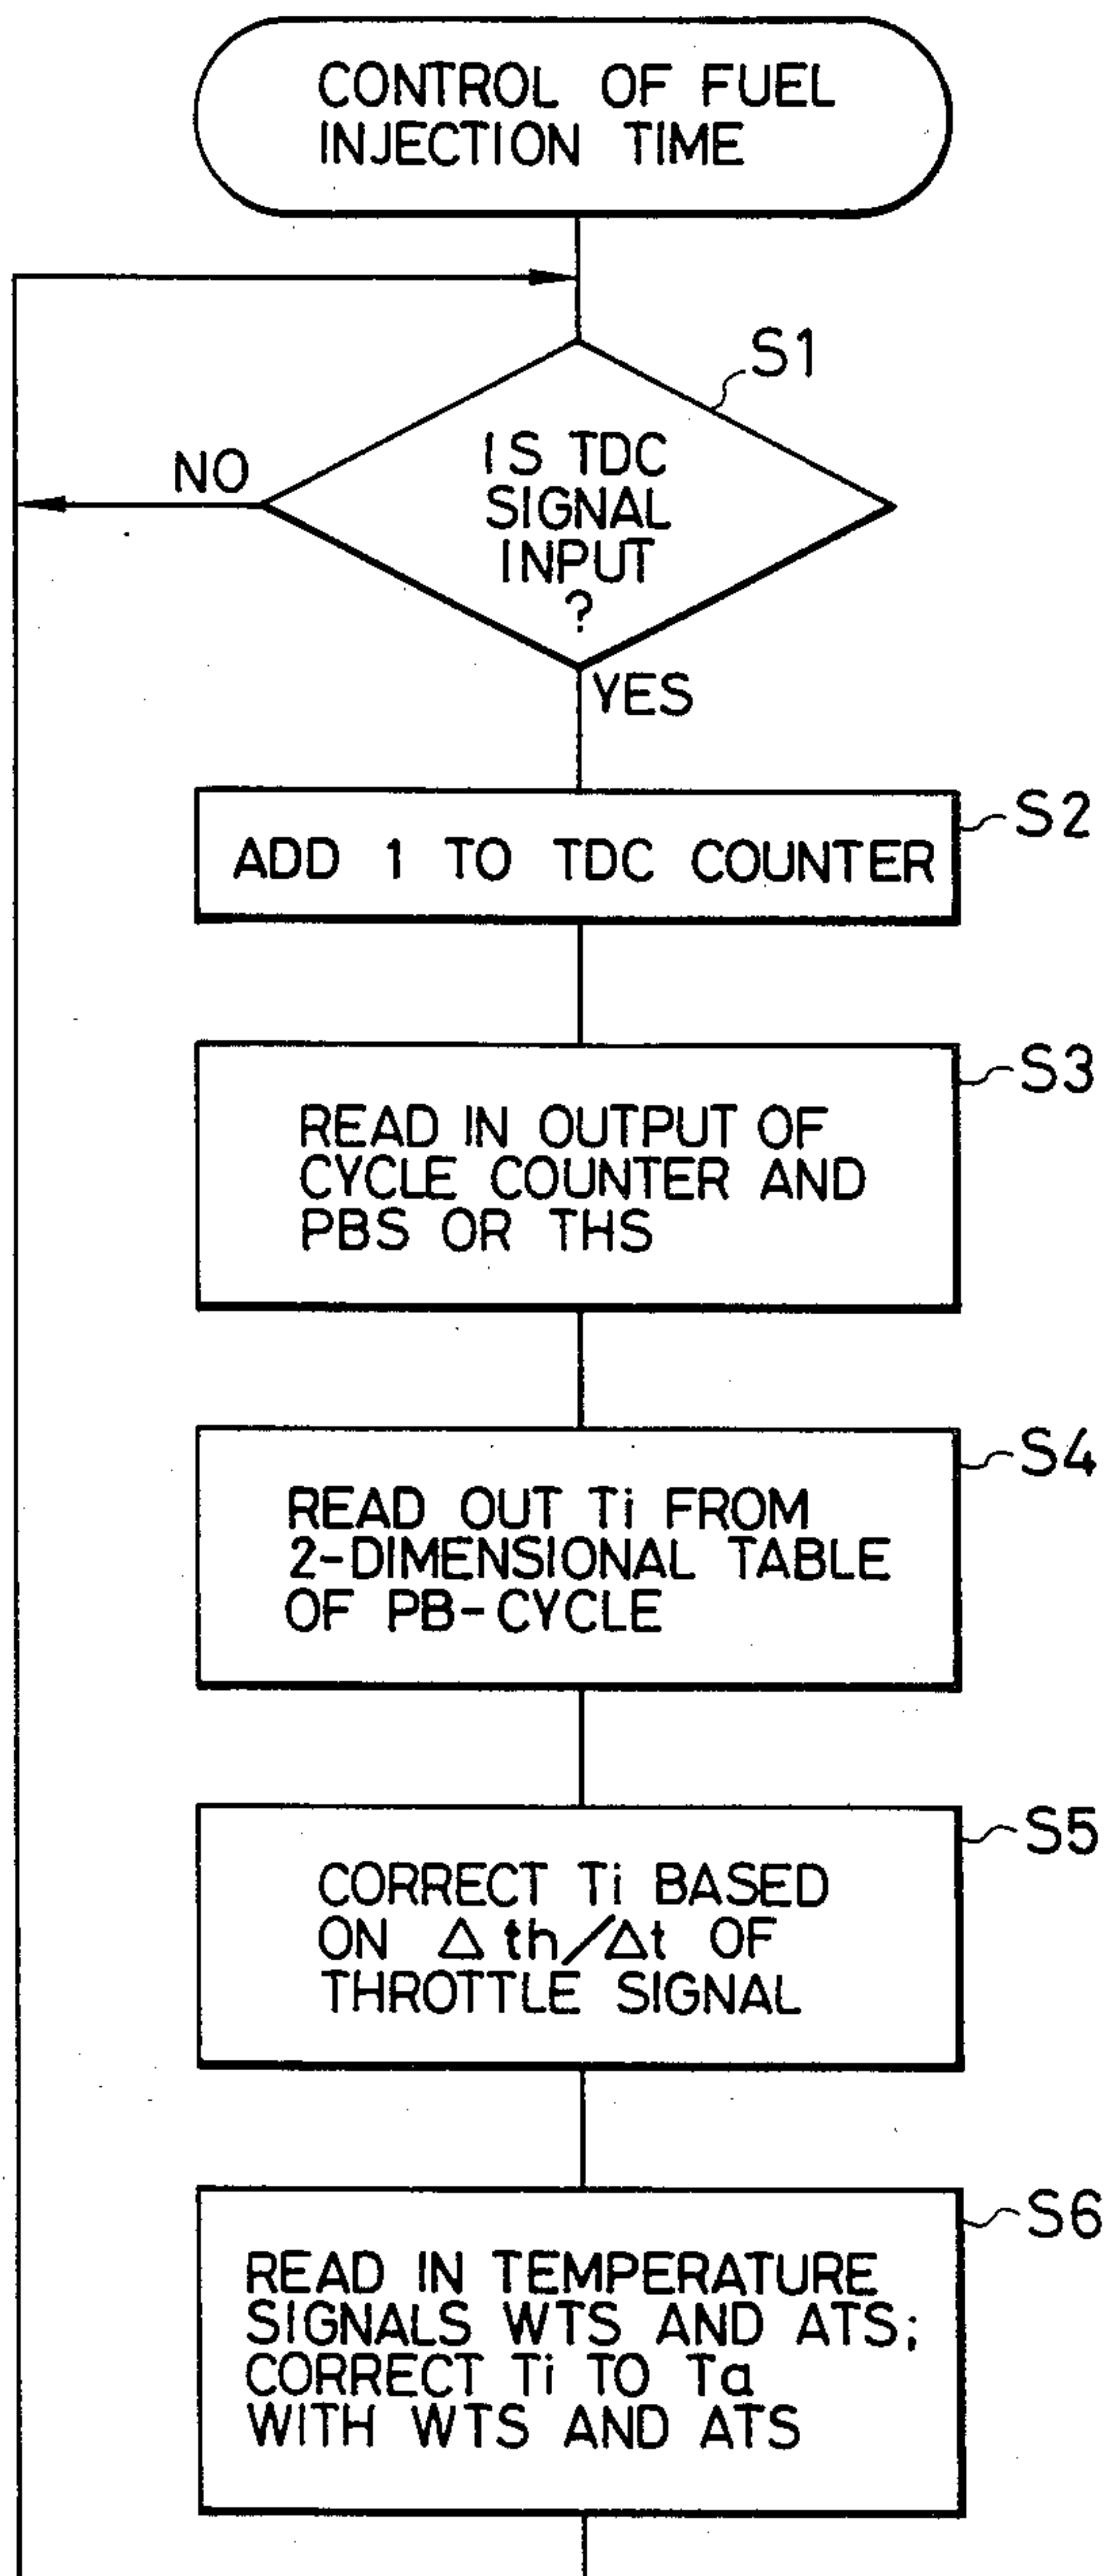 CONTROL OF FUEL
INJECTION TIME
S1
NO
IS TDC
SIGNAL
INPUT
?
YES
S2
ADD 1 TO TDC COUNTER
S3
READ IN OUTPUT OF
CYCLE COUNTER AND
PBS OR THS
S4
READ OUT Ti FROM
2-DIMENSIONAL TABLE
OF PB-CYCLE
S5
CORRECT Ti BASED
ON Δth/Δt OF
THROTTLE SIGNAL
S6
READ IN TEMPERATURE
SIGNALS WTS AND ATS;
CORRECT Ti TO Ta
WITH WTS AND ATS